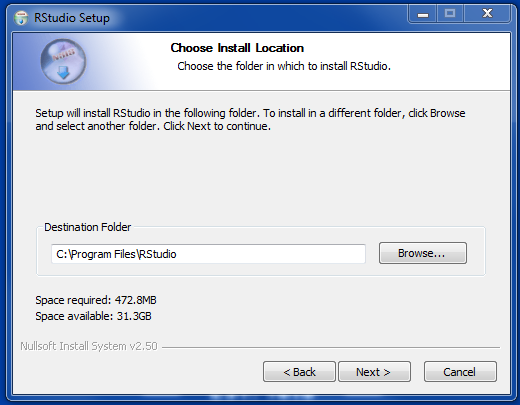 RStudio Setup
Choose Install Location
Choose the folder in which to install RStudio.
Setup will install RStudio in the following folder. To install in a different folder, click Browse
and select another folder. Click Next to continue.
Destination Folder
C:\Program Files\RStudio
Browse...
Space required: 472.8MB
Space available: 31.3GB
Nullsoft Install System v2.50
< Back
Next >
Cancel